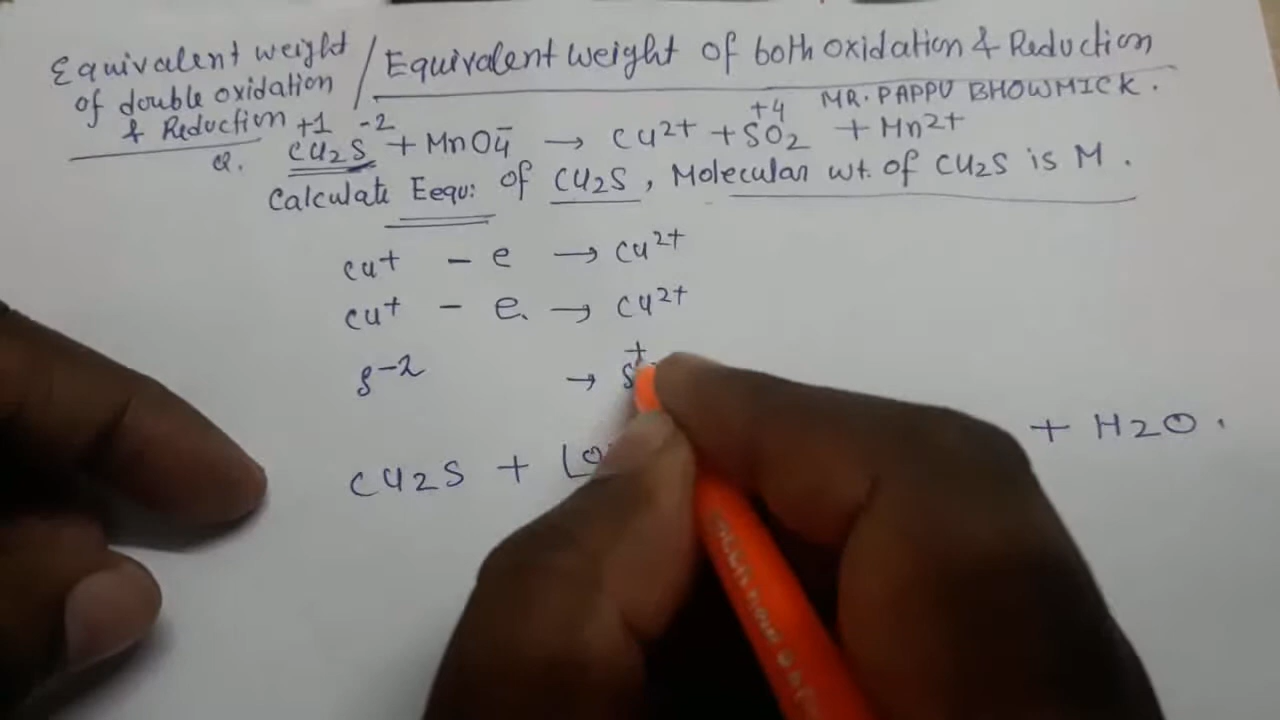 Equivalent weight
of double oxidation
& Reduction
/ Equivalent weight of both oxidation & Reduction
MR. PAPPU BHOWMICK.
+1 -2 +4
Q. Cu2S + MnO4- → Cu2+ + SO2 + Mn2+
Calculate Eequ: of Cu2S, Molecular wt. of Cu2S is M.
Cu+ - e → Cu2+
Cu+ - e. → Cu2+
+
S-2 → S
Cu2S + + H2O.